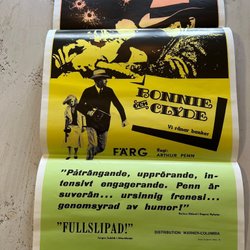 BONNIE
och CLYDE
Vi rånar banker
FÄRG
Regi:
ARTHUR PENN
"Påträngande, upprörande, in-
tensivt engagerande. Penn är
suverän... ursinnig frenesi...
genomsyrad av humor!"
"FULLSLIPAD!"
DISTRIBUTION WARNER-COLUMBIA